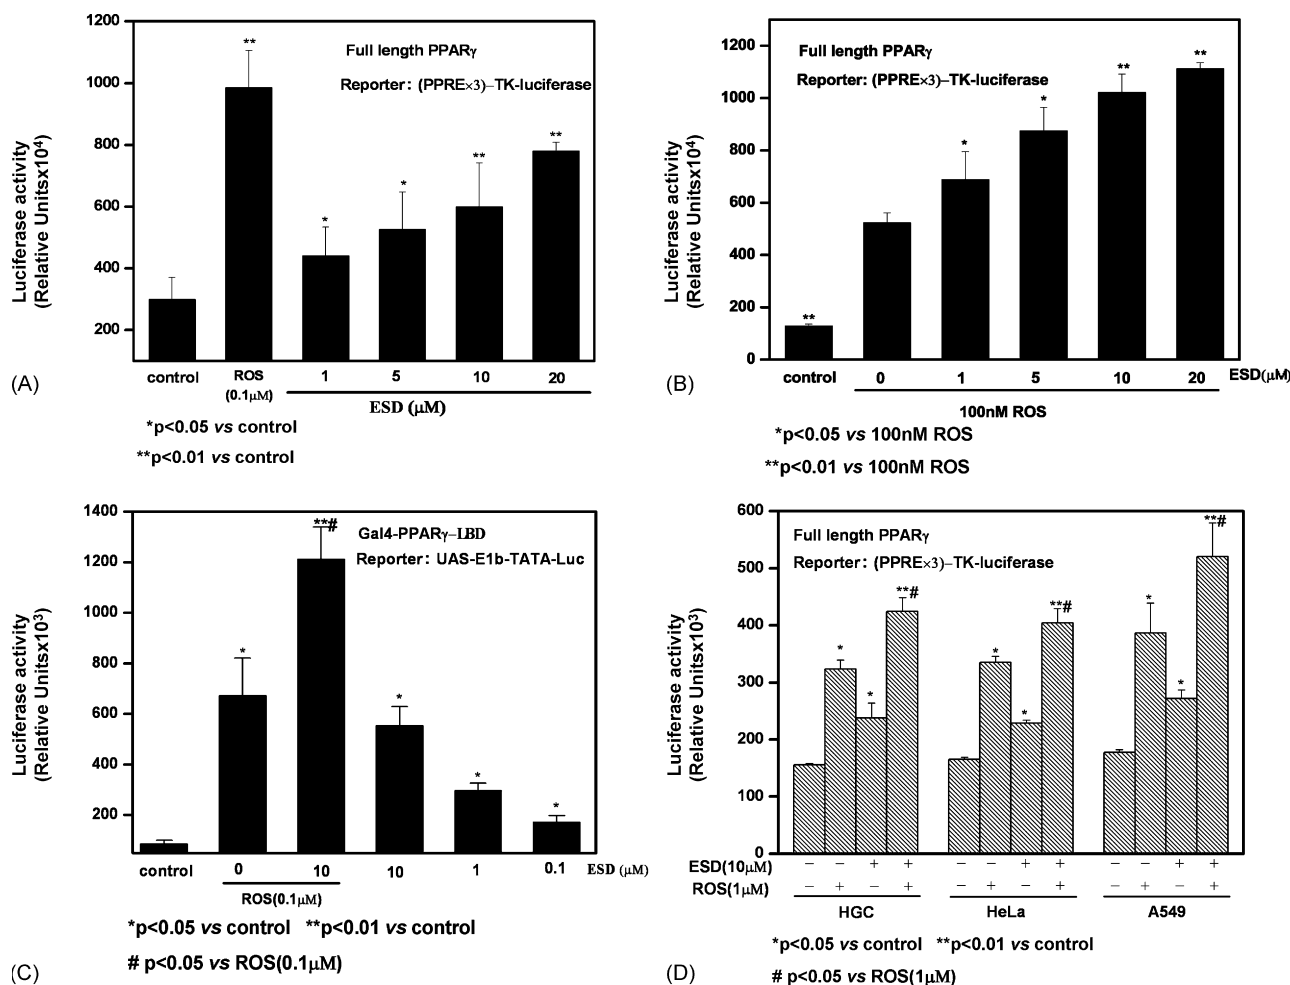 1200
1000
800
600
400
200
Luciferase activity
(Relative Unitsx10⁴)
**
*
*
**
**
Full length PPARγ
Reporter: (PPRE×3)–TK-luciferase
control
ROS
(0.1μM)
1
5
10
20
ESD (μM)
(A)
*p<0.05 vs control
**p<0.01 vs control
1200
1000
800
600
400
200
0
Luciferase activity
(Relative Unitsx10⁴)
**
*
*
**
**
Full length PPARγ
Reporter: (PPRE×3)–TK-luciferase
control
0
1
5
10
20
ESD(μM)
100nM ROS
(B)
*p<0.05 vs 100nM ROS
**p<0.01 vs 100nM ROS
1400
1200
1000
800
600
400
200
Luciferase activity
(Relative Unitsx10³)
*
**#
*
*
*
Gal4-PPARγ–LBD
Reporter: UAS-E1b-TATA-Luc
control
0
10
10
1
0.1
ESD (μM)
ROS(0.1μM)
*p<0.05 vs control **p<0.01 vs control
# p<0.05 vs ROS(0.1μM)
(C)
600
500
400
300
200
100
0
Luciferase activity
(Relative Unitsx10³)
Full length PPARγ
Reporter: (PPRE×3)–TK-luciferase
*
*
**#
*
*
**#
*
*
**#
ESD(10μM) – – + + – – + + – – + +
ROS(1μM) – + – + – + – + – + – +
HGC
HeLa
A549
*p<0.05 vs control **p<0.01 vs control
# p<0.05 vs ROS(1μM)
(D)